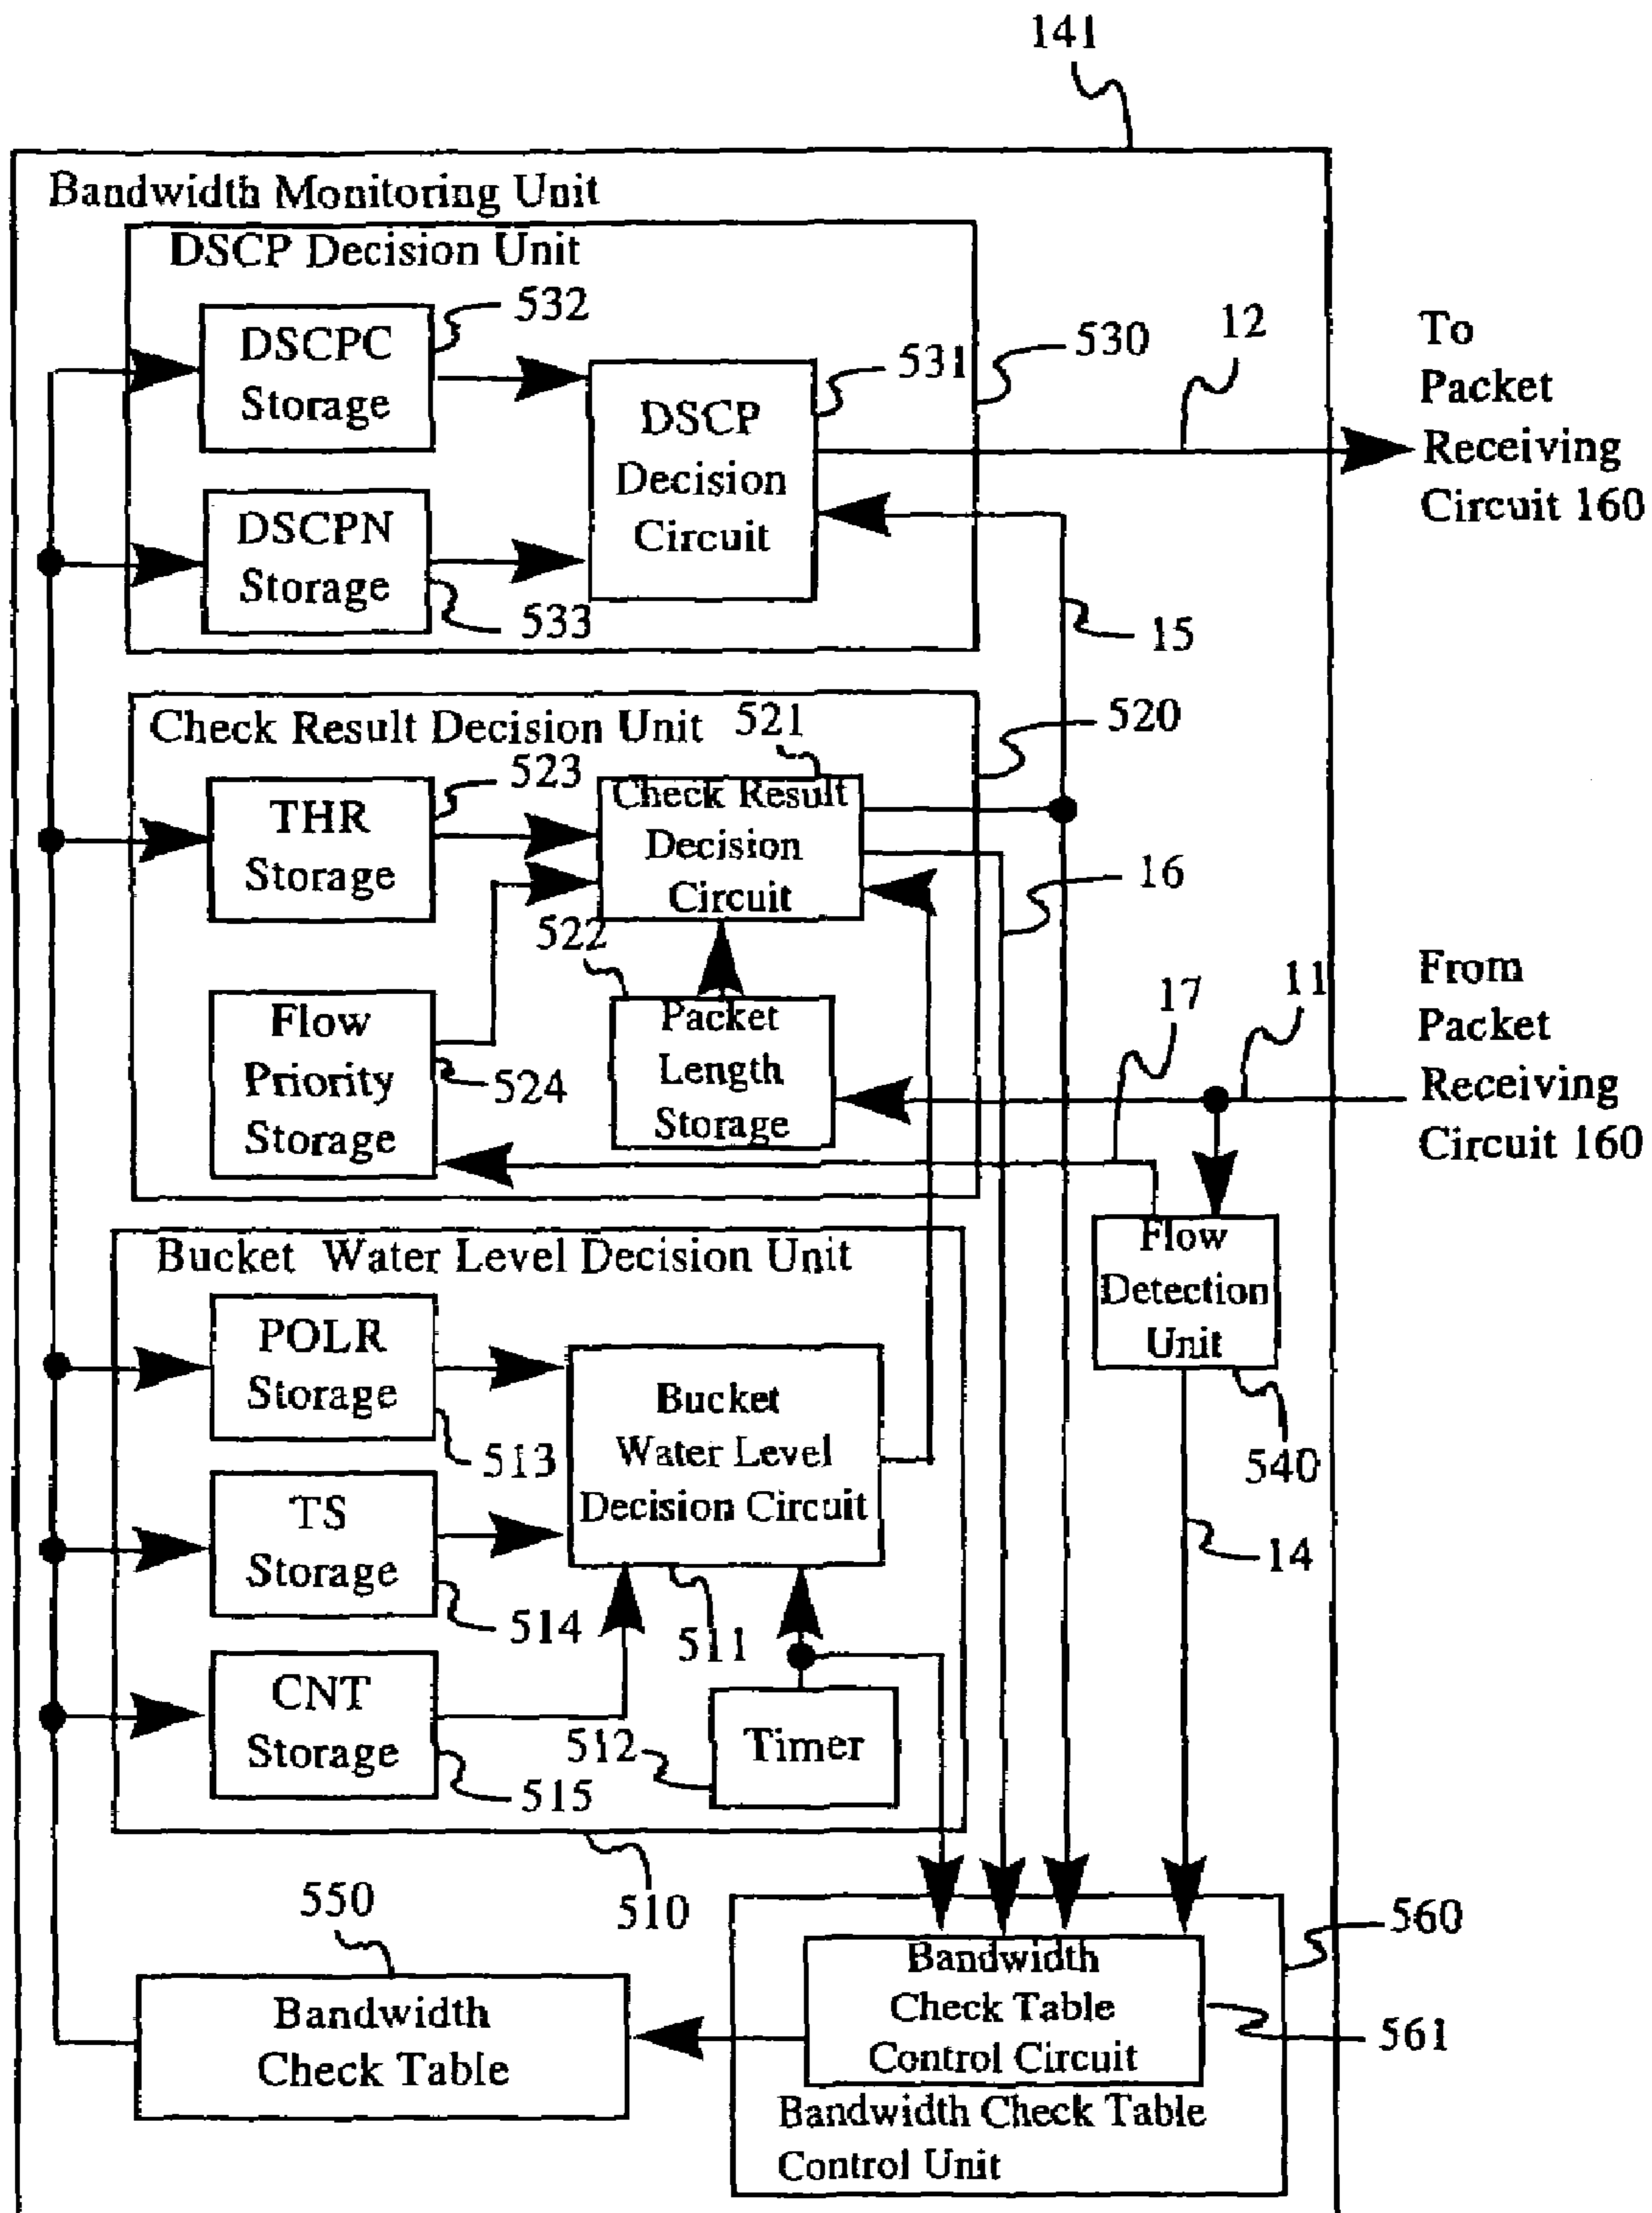 141
Bandwidth Monitoring Unit
DSCP Decision Unit
532
DSCPC
Storage
530
12
To
Packet
Receiving
Circuit 160
531
DSCP
Decision
Circuit
DSCPN
Storage
533
15
Check Result Decision Unit
521
520
523
THR
Storage
Check Result
Decision
Circuit
16
522
17
11
From
Packet
Receiving
Circuit 160
Flow
Priority
Storage
524
Packet
Length
Storage
Flow
Detection
Unit
540
Bucket Water Level Decision Unit
POLR
Storage
513
Bucket
Water Level
Decision Circuit
TS
Storage
514
511
14
CNT
Storage
515
512
Timer
510
550
560
Bandwidth
Check Table
Bandwidth
Check Table
Control Circuit
561
Bandwidth Check Table
Control Unit